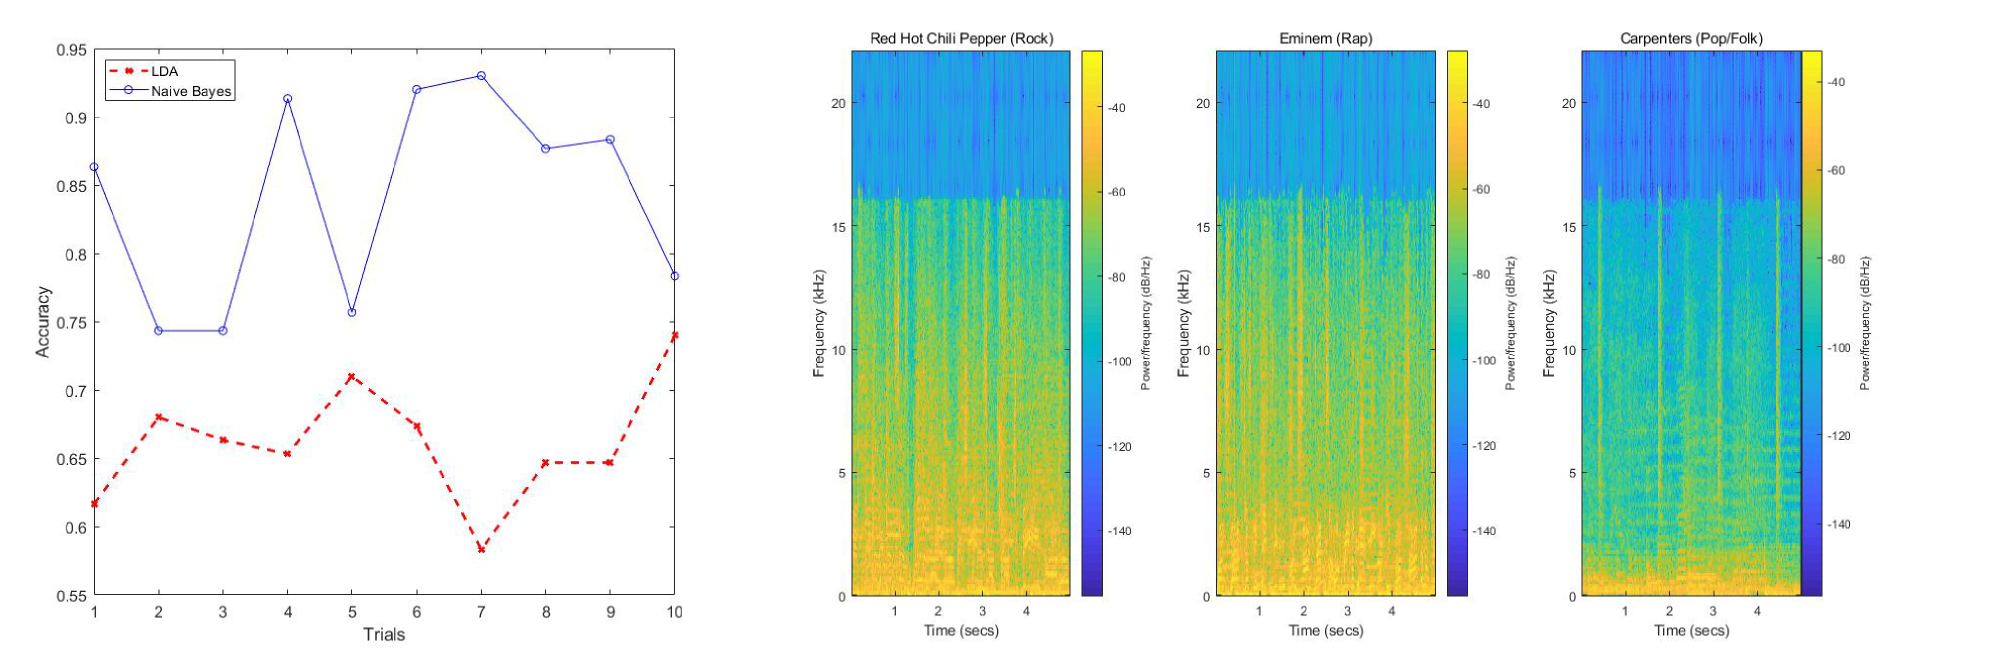 0.95
0.9
0.85
0.8
0.75
0.7
0.65
0.6
0.55
Accuracy
LDA
Naive Bayes
1 2 3 4 5 6 7 8 9 10
Trials
Red Hot Chili Pepper (Rock)
20
15
10
5
0
Frequency (kHz)
1 2 3 4
Time (secs)
-40
-60
-80
-100
-120
-140
Power/frequency (dB/Hz)
Eminem (Rap)
20
15
10
5
0
Frequency (kHz)
1 2 3 4
Time (secs)
-40
-60
-80
-100
-120
-140
Power/frequency (dB/Hz)
Carpenters (Pop/Folk)
20
15
10
5
0
Frequency (kHz)
1 2 3 4
Time (secs)
-40
-60
-80
-100
-120
-140
Power/frequency (dB/Hz)